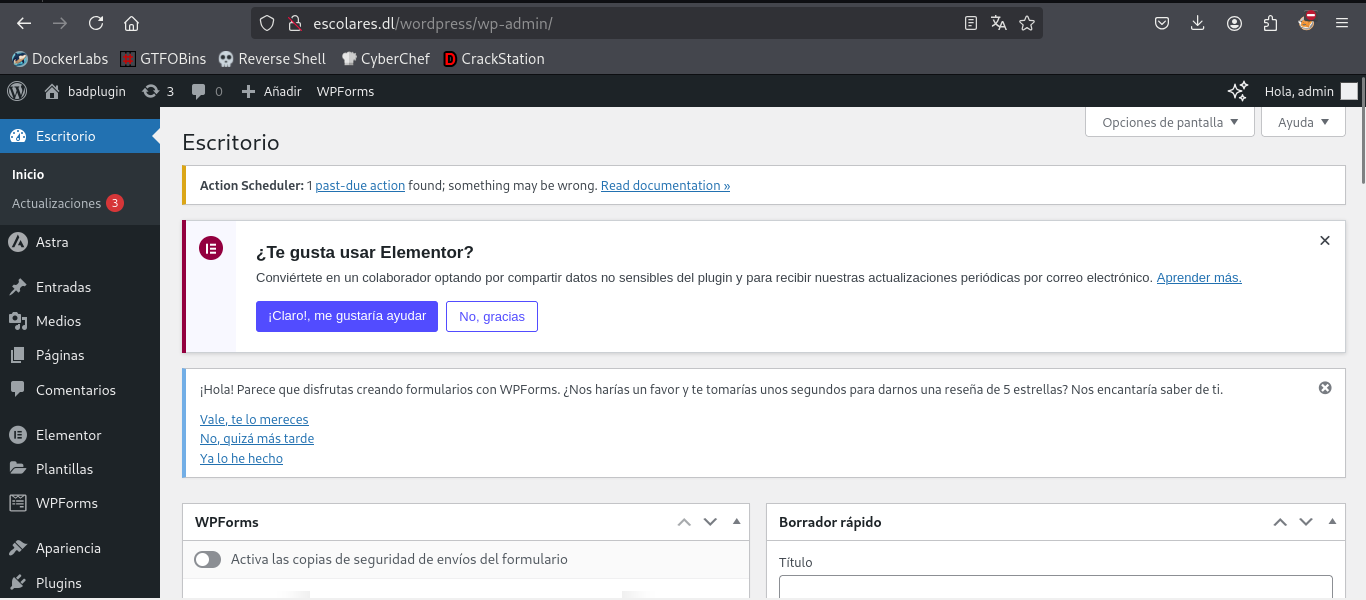 escolares.dl/wordpress/wp-admin/
DockerLabs GTFOBins Reverse Shell CyberChef CrackStation
badplugin 3 0 Añadir WPForms Hola, admin
Opciones de pantalla Ayuda
Escritorio
Inicio
Actualizaciones 3
Astra
Entradas
Medios
Páginas
Comentarios
Elementor
Plantillas
WPForms
Apariencia
Plugins
Escritorio
Action Scheduler: 1 past-due action found; something may be wrong. Read documentation »
¿Te gusta usar Elementor?
Conviértete en un colaborador optando por compartir datos no sensibles del plugin y para recibir nuestras actualizaciones periódicas por correo electrónico. Aprender más.
¡Claro!, me gustaría ayudar No, gracias
¡Hola! Parece que disfrutas creando formularios con WPForms. ¿Nos harías un favor y te tomarías unos segundos para darnos una reseña de 5 estrellas? Nos encantaría saber de ti.
Vale, te lo mereces
No, quizá más tarde
Ya lo he hecho
WPForms
Activa las copias de seguridad de envíos del formulario
Borrador rápido
Título